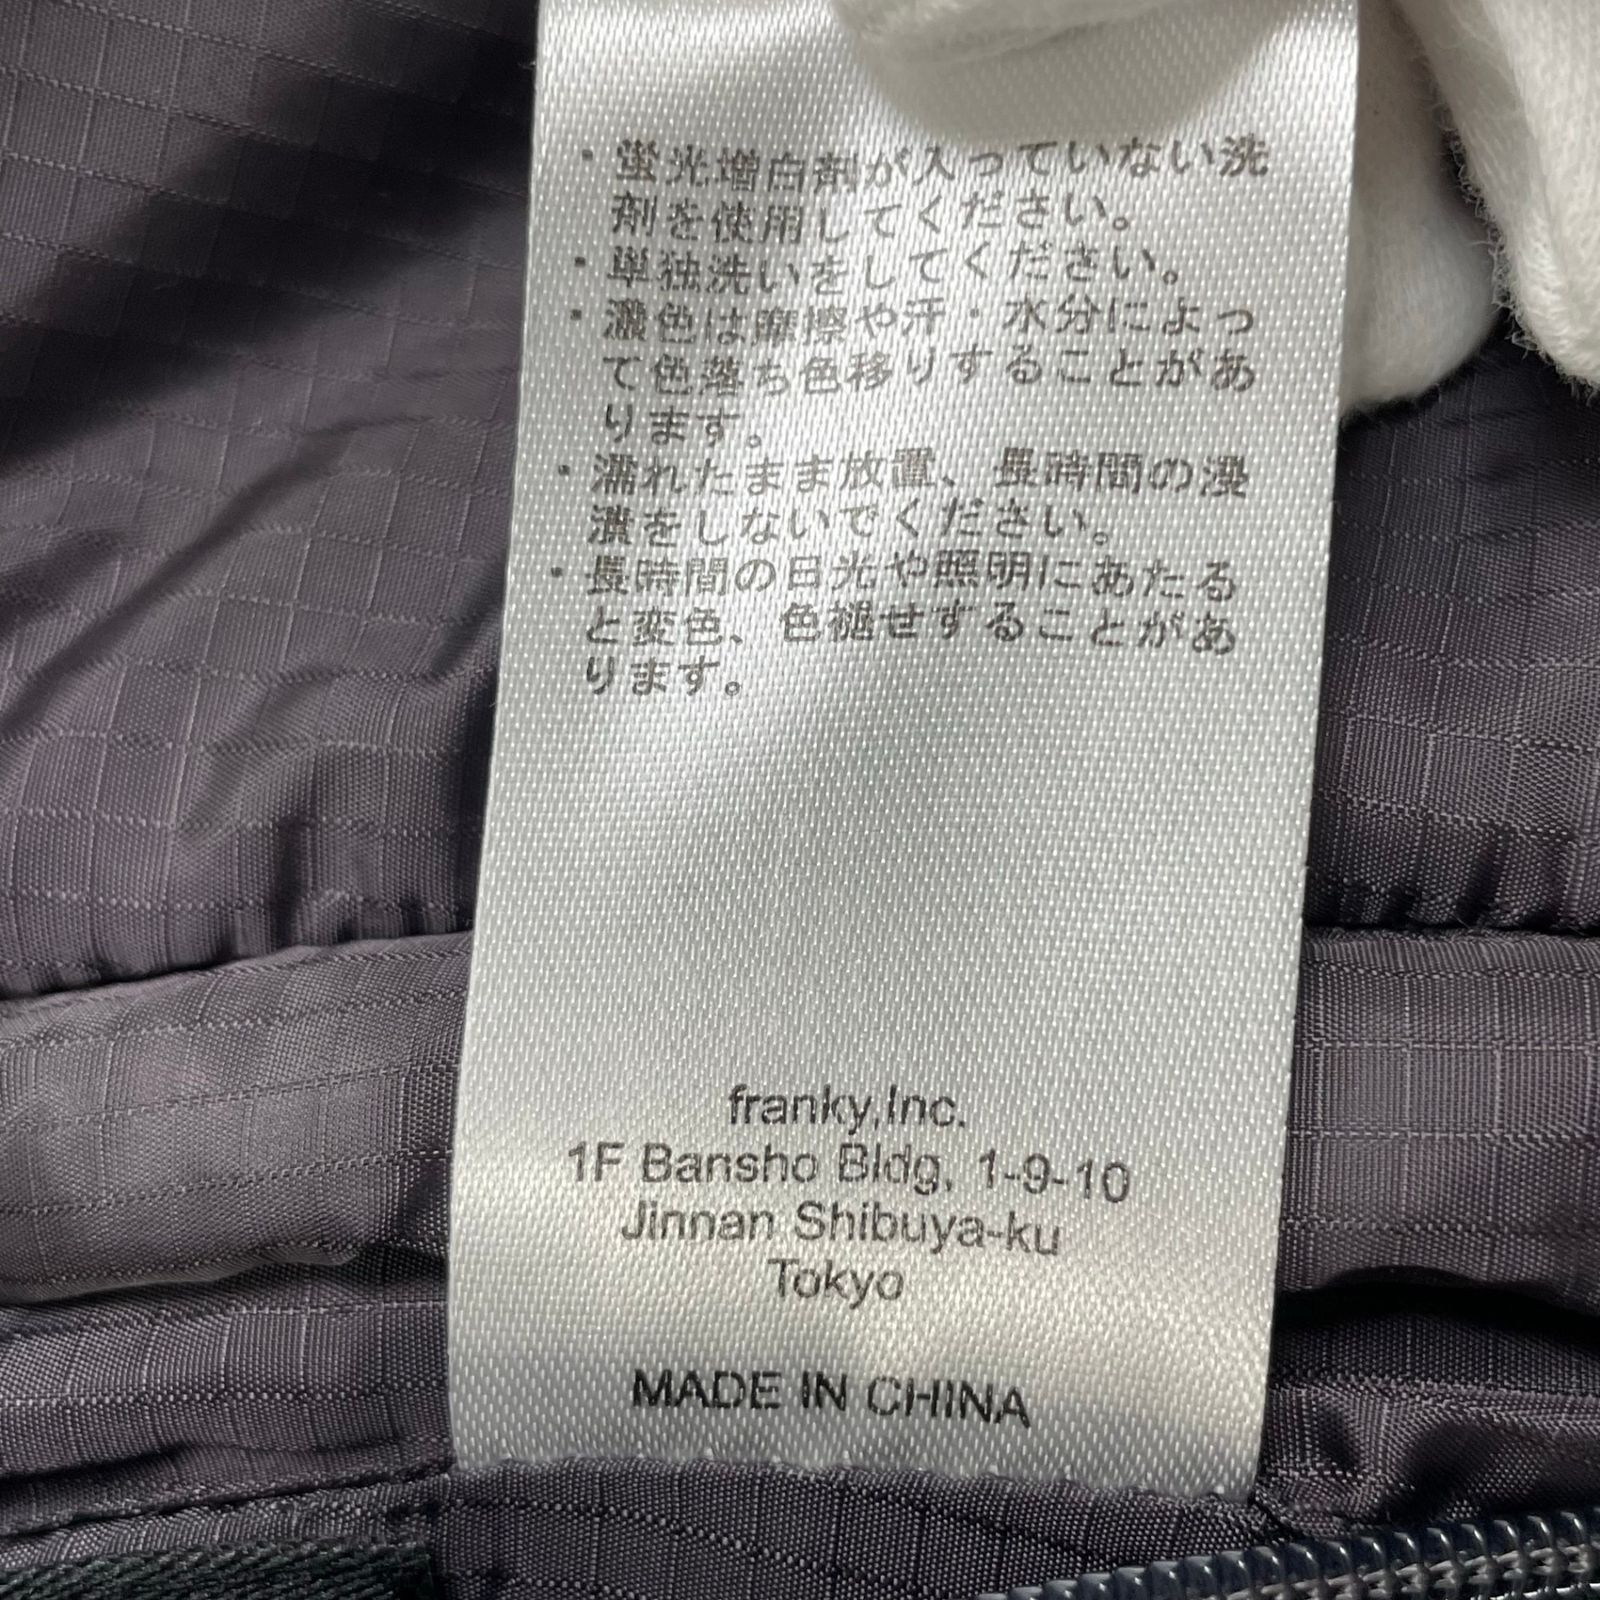 ・蛍光増白剤が入っていない洗
剤を使用してください。
・単独洗いをしてください。
・濃色は摩擦や汗・水分によっ
て色落ち色移りすることがあ
ります。
・濡れたまま放置、長時間の浸
漬をしないでください。
・長時間の日光や照明にあたる
と変色、色褪せすることがあ
ります。
franky,Inc.
1F Bansho Bldg, 1-9-10
Jinnan Shibuya-ku
Tokyo
MADE IN CHINA